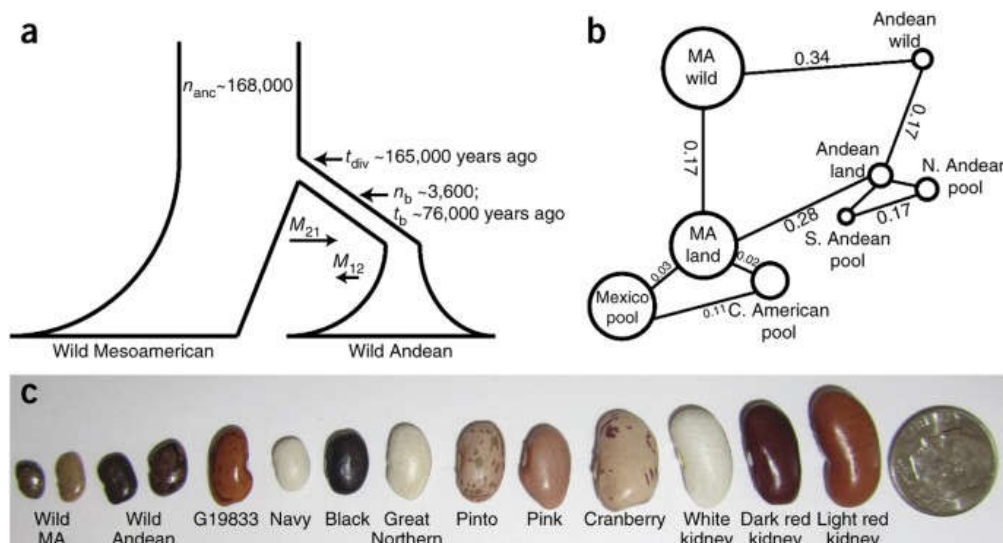 a
n_anc ~168,000
t_div ~165,000 years ago
n_b ~3,600;
t_b ~76,000 years ago
M_21
M_12
Wild Mesoamerican
Wild Andean
b
MA
wild
0.34
Andean
wild
0.17
0.17
Andean
land
N. Andean
pool
0.28
0.17
S. Andean
pool
MA
land
0.03
0.02
Mexico
pool
0.11
C. American
pool
c
Wild
MA
Wild
Andean
G19833
Navy
Black
Great
Northern
Pinto
Pink
Cranberry
White
kidney
Dark red
kidney
Light red
kidney